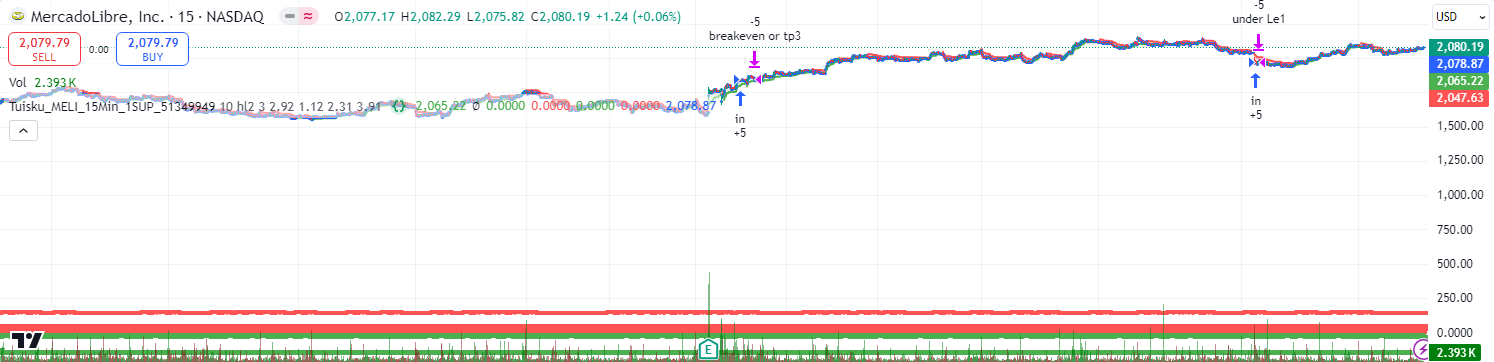 MercadoLibre, Inc. · 15 · NASDAQ
O2,077.17 H2,082.29 L2,075.82 C2,080.19 +1.24 (+0.06%)
USD
2,079.79
SELL
0.00
2,079.79
BUY
Vol 2.393 K
Tuisku_MELI_15Min_1SUP_51349949 10 hl2 3 2.92 1.12 2.31 3.91 {} 2,065.22 0.0000 0.0000 0.0000 0.0000 2,078.87
-5
breakeven or tp3
in
+5
-5
under Le1
in
+5
2,080.19
2,078.87
2,065.22
2,047.63
1,500.00
1,250.00
1,000.00
750.00
500.00
250.00
0.0000
2.393 K
E